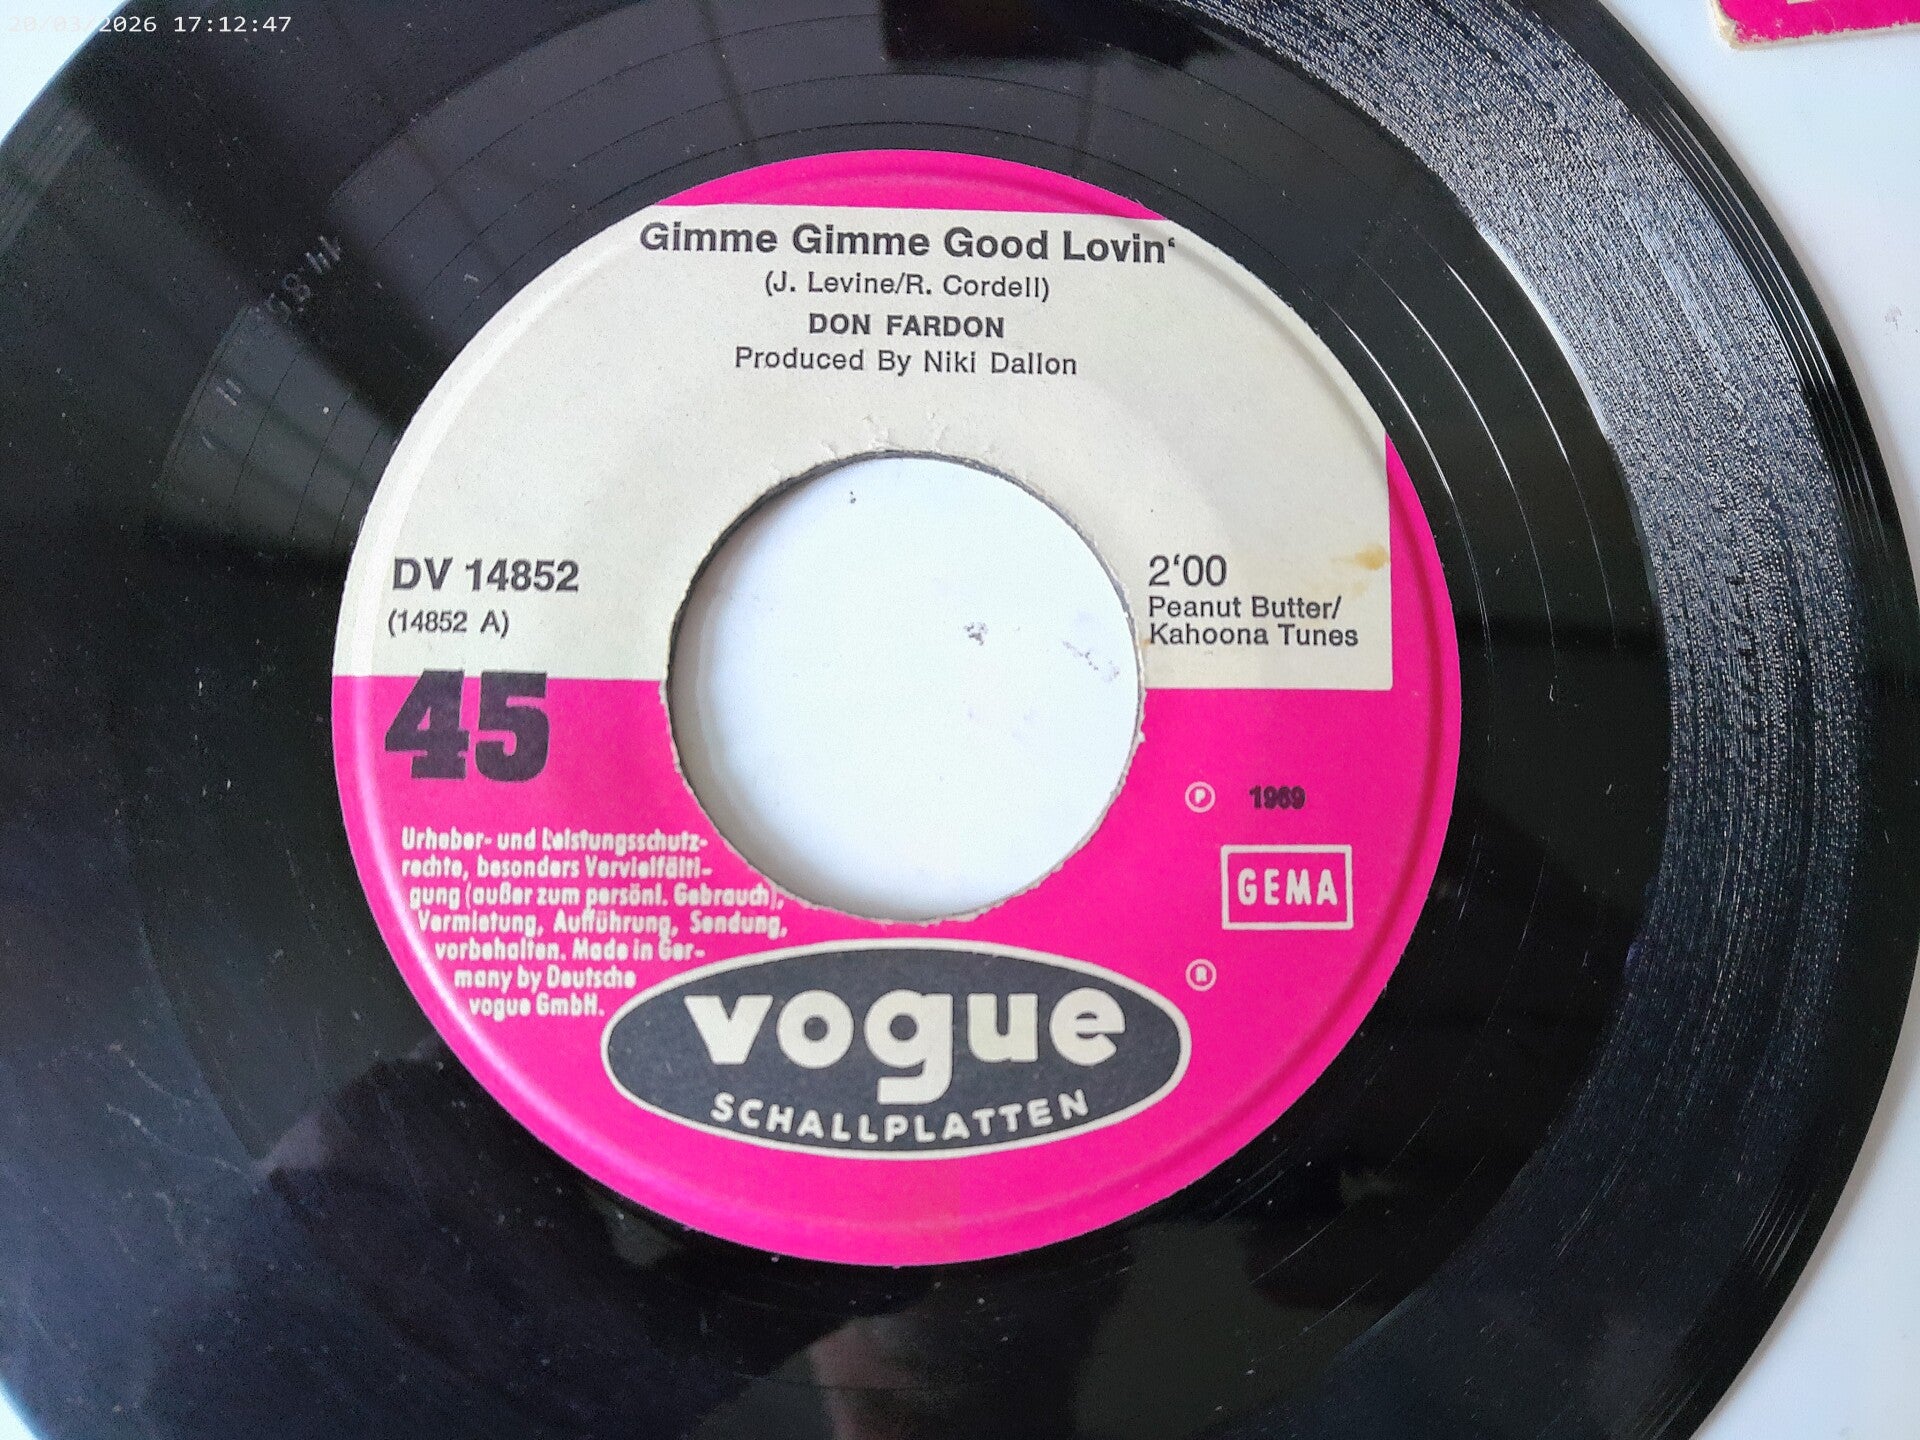 20/03/2026 17:12:47
Gimme Gimme Good Lovin‘
(J. Levine/R. Cordell)
DON FARDON
Produced By Niki Dallon
DV 14852
(14852 A)
2‘00
Peanut Butter/
Kahoona Tunes
45
Ⓟ 1969
GEMA
Urheber- und Leistungsschutz-
rechte, besonders Vervielfälti-
gung (außer zum persönl. Gebrauch),
Vermietung, Aufführung, Sendung,
vorbehalten. Made in Ger-
many by Deutsche
vogue GmbH.
®
vogue
SCHALLPLATTEN